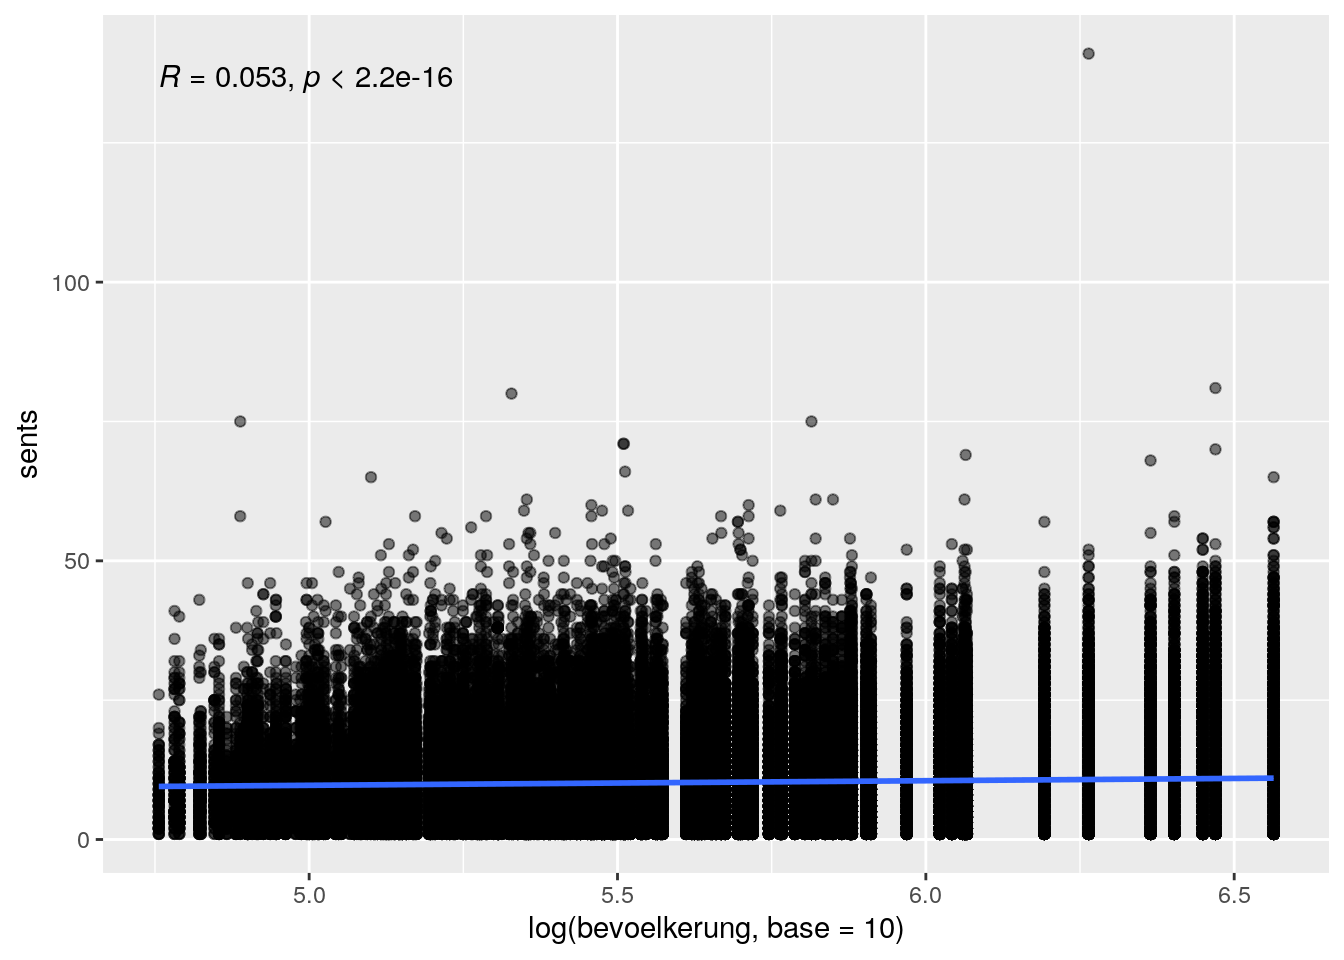 R = 0.053, p < 2.2e-16
100
50
0
sents
5.0 5.5 6.0 6.5
log(bevoelkerung, base = 10)